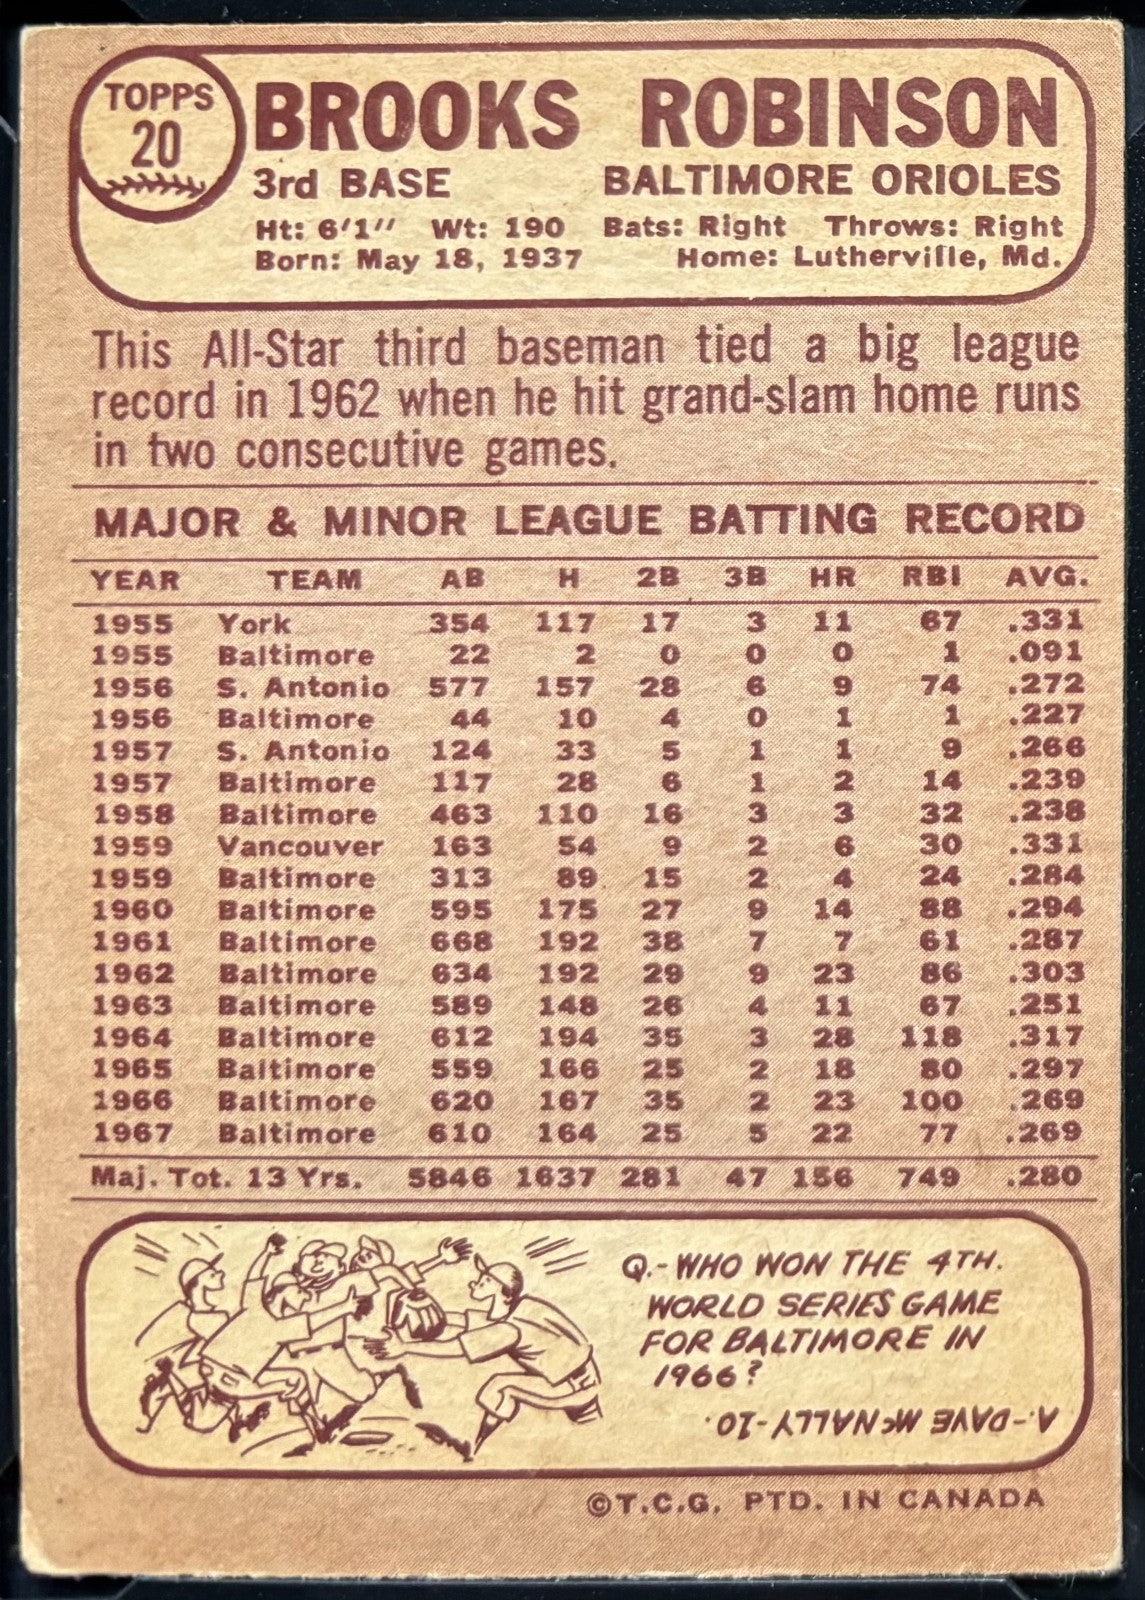 TOPPS
20
BROOKS ROBINSON
3rd BASE BALTIMORE ORIOLES
Ht: 6'1" Wt: 190 Bats: Right Throws: Right
Born: May 18, 1937 Home: Lutherville, Md.
This All-Star third baseman tied a big league
record in 1962 when he hit grand-slam home runs
in two consecutive games.
MAJOR & MINOR LEAGUE BATTING RECORD
YEAR TEAM AB H 2B 3B HR RBI AVG.
1955 York 354 117 17 3 11 67 .331
1955 Baltimore 22 2 0 0 0 1 .091
1956 S. Antonio 577 157 28 6 9 74 .272
1956 Baltimore 44 10 4 0 1 1 .227
1957 S. Antonio 124 33 5 1 1 9 .266
1957 Baltimore 117 28 6 1 2 14 .239
1958 Baltimore 463 110 16 3 3 32 .238
1959 Vancouver 163 54 9 2 6 30 .331
1959 Baltimore 313 89 15 2 4 24 .284
1960 Baltimore 595 175 27 9 14 88 .294
1961 Baltimore 668 192 38 7 7 61 .287
1962 Baltimore 634 192 29 9 23 86 .303
1963 Baltimore 589 148 26 4 11 67 .251
1964 Baltimore 612 194 35 3 28 118 .317
1965 Baltimore 559 166 25 2 18 80 .297
1966 Baltimore 620 167 35 2 23 100 .269
1967 Baltimore 610 164 25 5 22 77 .269
Maj. Tot. 13 Yrs. 5846 1637 281 47 156 749 .280
Q.- WHO WON THE 4TH.
WORLD SERIES GAME
FOR BALTIMORE IN
1966?
A.- DAVE McNALLY-10.
©T.C.G. PTD. IN CANADA